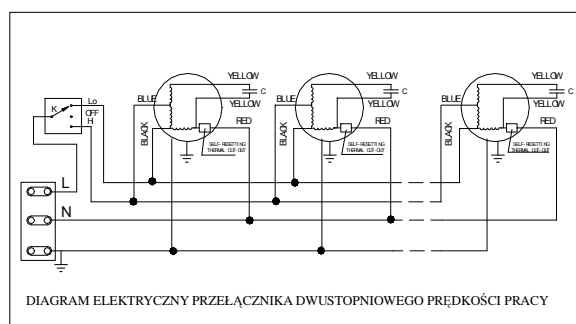 YELLOW
YELLOW
YELLOW
Lo
K
OFF
H
BLUE
C
BLUE
C
BLUE
C
YELLOW
YELLOW
YELLOW
BLACK
RED
BLACK
RED
BLACK
RED
SELF-RESETTING
THERMAL CUT-OUT
SELF-RESETTING
THERMAL CUT-OUT
SELF-RESETTING
THERMAL CUT-OUT
L
N
DIAGRAM ELEKTRYCZNY PRZEŁĄCZNIKA DWUSTOPNIOWEGO PRĘDKOŚCI PRACY